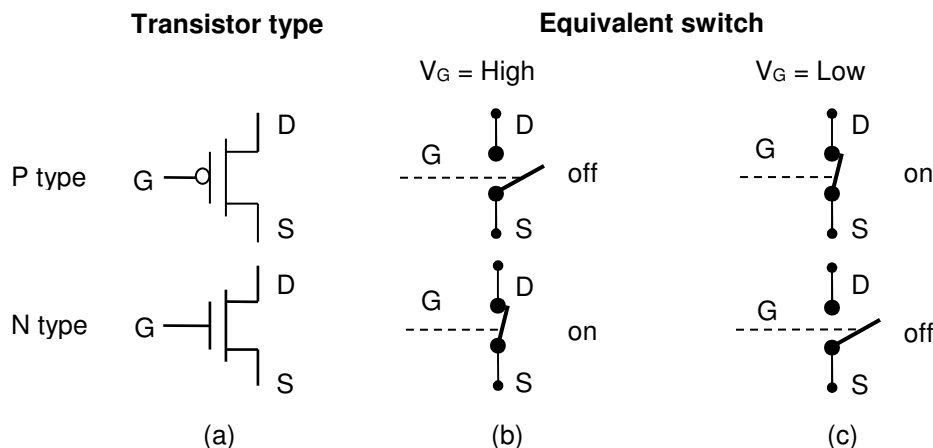 Transistor type Equivalent switch
VG = High VG = Low
D D D
P type G G off G on
S S S
D D D
N type G G on G off
S S S
(a) (b) (c)